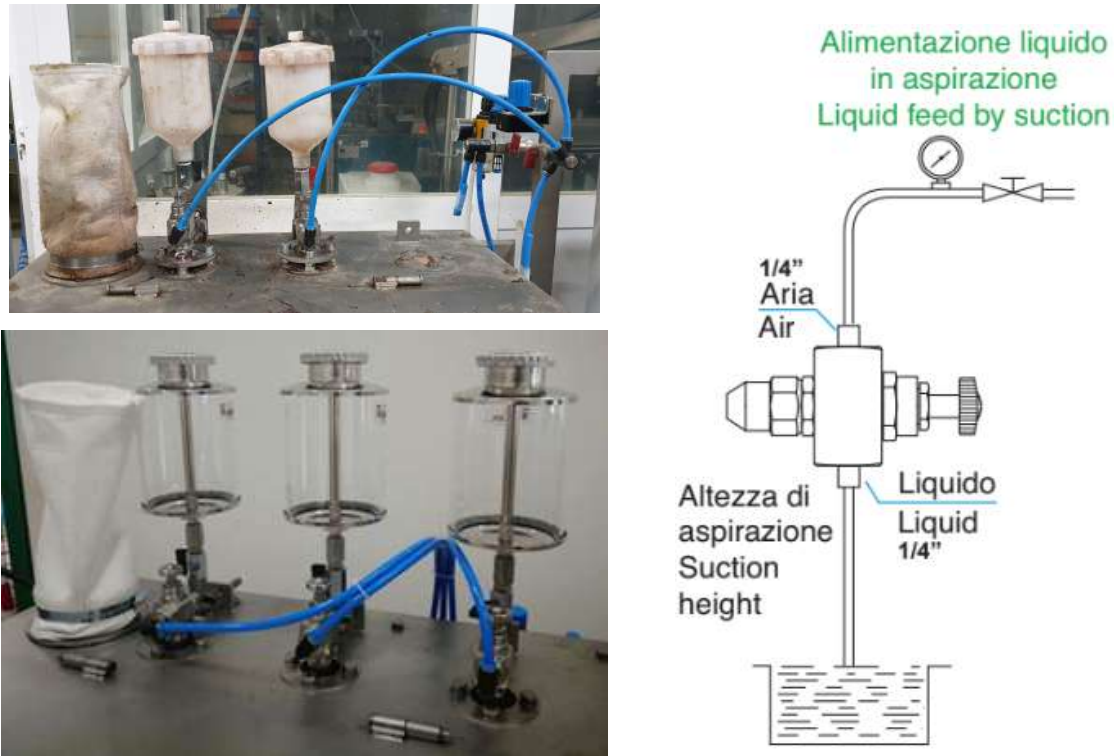 Alimentazione liquido
in aspirazione
Liquid feed by suction
1/4”
Aria
Air
Altezza di
aspirazione
Suction
height
Liquido
Liquid
1/4”